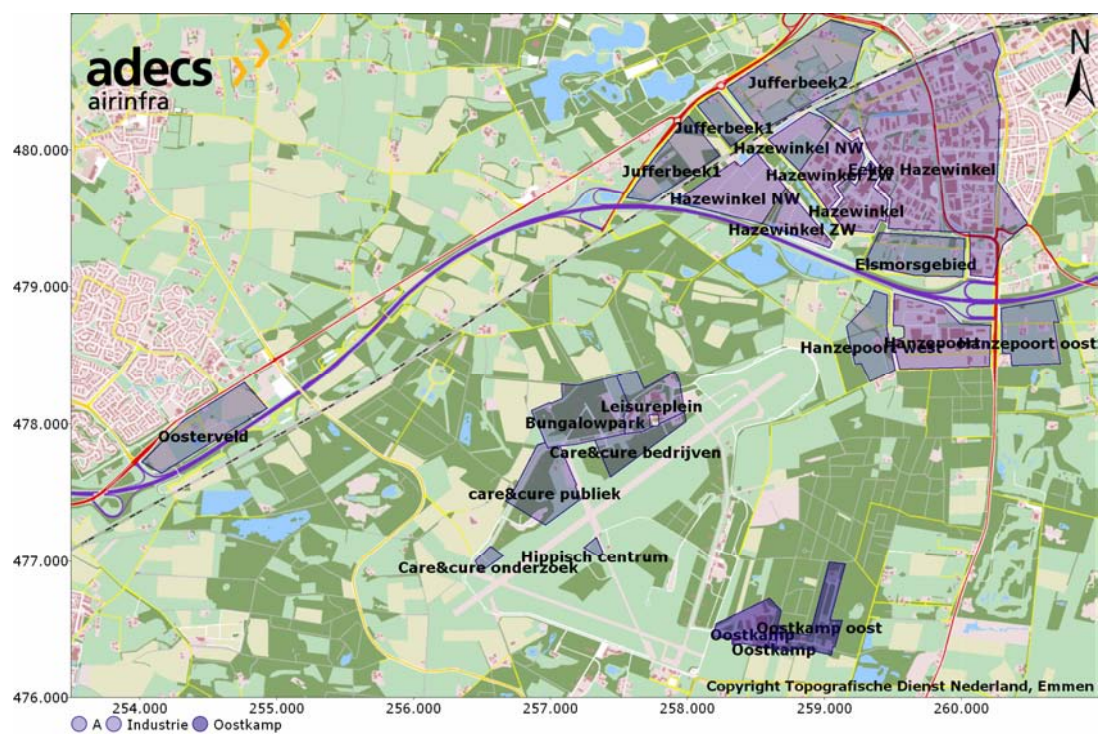 adecs
airinfra
N
Jufferbeek2
Jufferbeek1
480.000
Hazewinkel NW
Jufferbeek1
Hazewinkel ZW
Hazewinkel
Hazewinkel NW
Hazewinkel
Hazewinkel ZW
Elsmorsgebied
479.000
Hanzepoort west
Hanzepoort
Hanzepoort oost
Leisureplein
Bungalowpark
478.000
Oosterveld
Care&cure bedrijven
care&cure publiek
477.000
Hippisch centrum
Care&cure onderzoek
Oostkamp oost
Oostkamp
Oostkamp
Copyright Topografische Dienst Nederland, Emmen
476.000
254.000 255.000 256.000 257.000 258.000 259.000 260.000
A Industrie Oostkamp